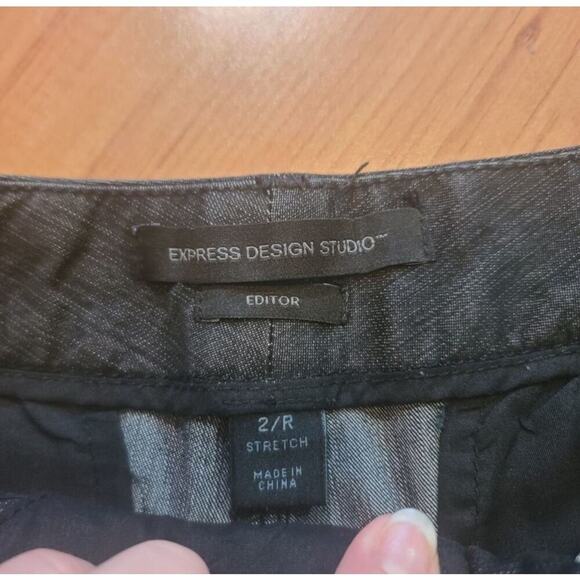 EXPRESS DESIGN STUDIO™
EDITOR
2/R
STRETCH
MADE IN
CHINA